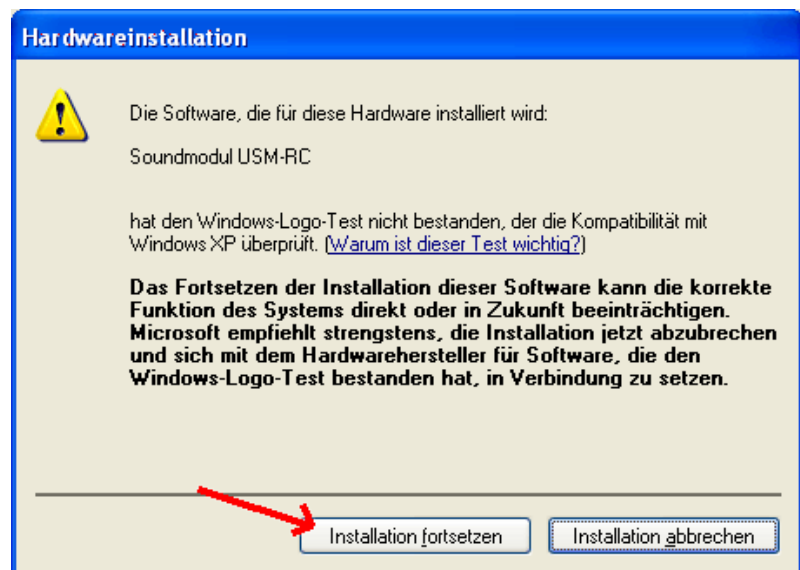 Hardwareinstallation
Die Software, die für diese Hardware installiert wird:
Soundmodul USM-RC
hat den Windows-Logo-Test nicht bestanden, der die Kompatibilität mit
Windows XP überprüft. (Warum ist dieser Test wichtig?)
Das Fortsetzen der Installation dieser Software kann die korrekte
Funktion des Systems direkt oder in Zukunft beeinträchtigen.
Microsoft empfiehlt strengstens, die Installation jetzt abzubrechen
und sich mit dem Hardwarehersteller für Software, die den
Windows-Logo-Test bestanden hat, in Verbindung zu setzen.
Installation fortsetzen
Installation abbrechen